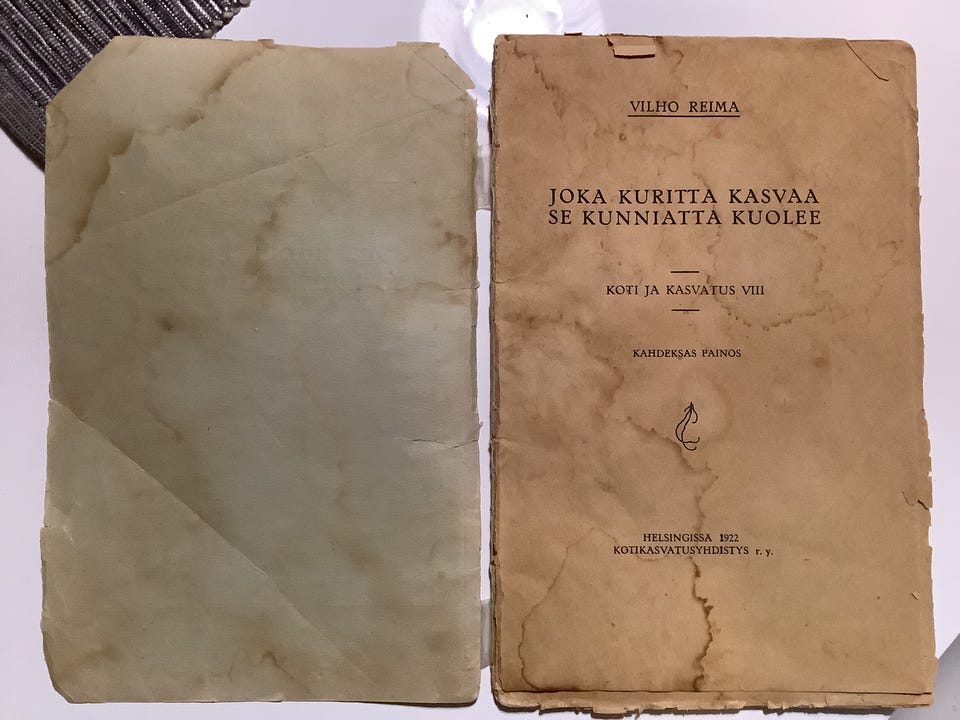 VILHO REIMA
JOKA KURITTA KASVAA
SE KUNNIATTA KUOLEE
KOTI JA KASVATUS VIII
KAHDEKSAS PAINOS
HELSINGISSÄ 1922
KOTIKASVATUSYHDISTYS r. y.